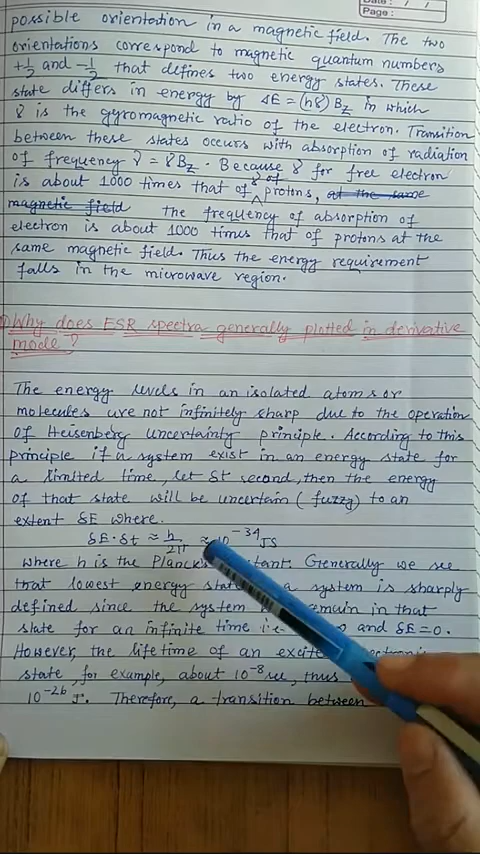 Page:
possible orientation in a magnetic field. The two
orientations correspond to magnetic quantum numbers
+½ and -½ that defines two energy states. These
state differs in energy by ΔE = (ħγ) Bz in which
γ is the gyromagnetic ratio of the electron. Transition
between these states occurs with absorption of radiation
of frequency ν = γBz. Because γ for free electron
is about 1000 times that of γ of protons, at the same
magnetic field the frequency of absorption of
electron is about 1000 times that of protons at the
same magnetic field. Thus the energy requirement
falls in the microwave region.
Why does ESR spectra generally plotted in derivative
mode?
The energy levels in an isolated atoms or
molecules are not infinitely sharp due to the operation
of Heisenberg uncertainty principle. According to this
principle if a system exist in an energy state for
a limited time, let δt second, then the energy
of that state will be uncertain (fuzzy) to an
extent δE where.
δE·δt ≈ h/2π ≈ 10⁻³⁴ JS
where h is the Planck's constant. Generally we see
that lowest energy state a system is sharply
defined since the system remain in that
state for an infinite time i.e. and δE=0.
However, the lifetime of an excited electronic
state, for example, about 10⁻⁸ sec, thus
10⁻²⁶ J. Therefore, a transition between